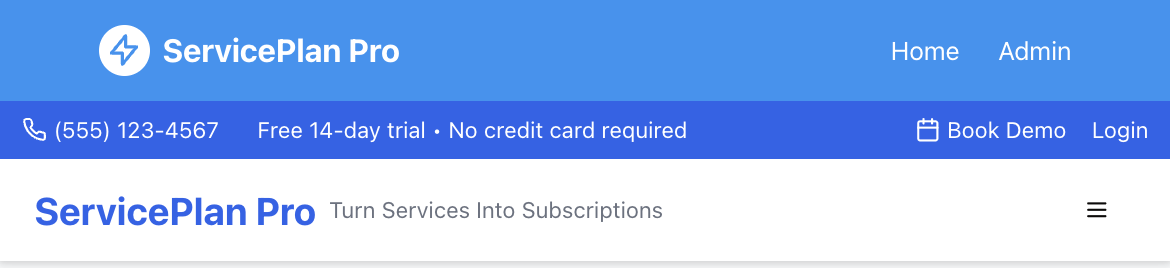 ServicePlan Pro Home Admin
(555) 123-4567 Free 14-day trial • No credit card required Book Demo Login
ServicePlan Pro Turn Services Into Subscriptions